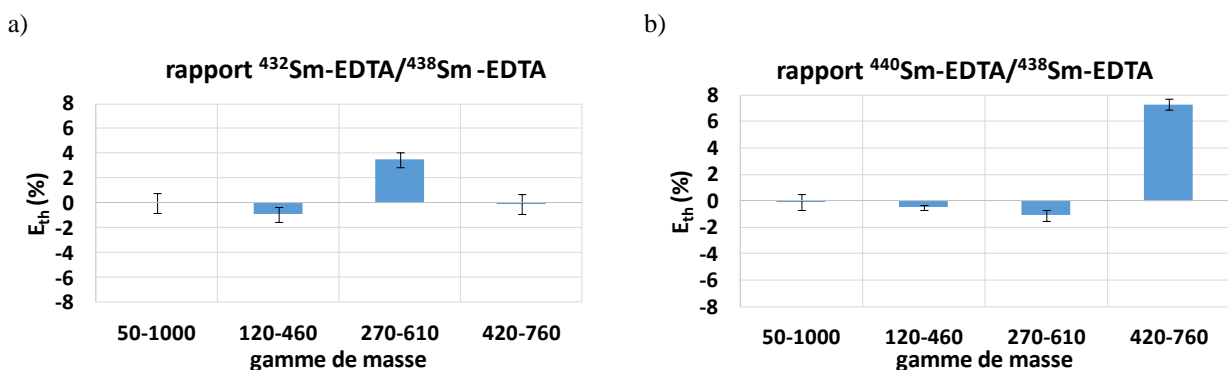 a)
rapport ⁴³²Sm-EDTA/⁴³⁸Sm -EDTA
8
6
4
2
0
-2
-4
-6
-8
E_th (%)
50-1000 120-460 270-610 420-760
gamme de masse
b)
rapport ⁴⁴⁰Sm-EDTA/⁴³⁸Sm-EDTA
8
6
4
2
0
-2
-4
-6
-8
E_th (%)
50-1000 120-460 270-610 420-760
gamme de masse